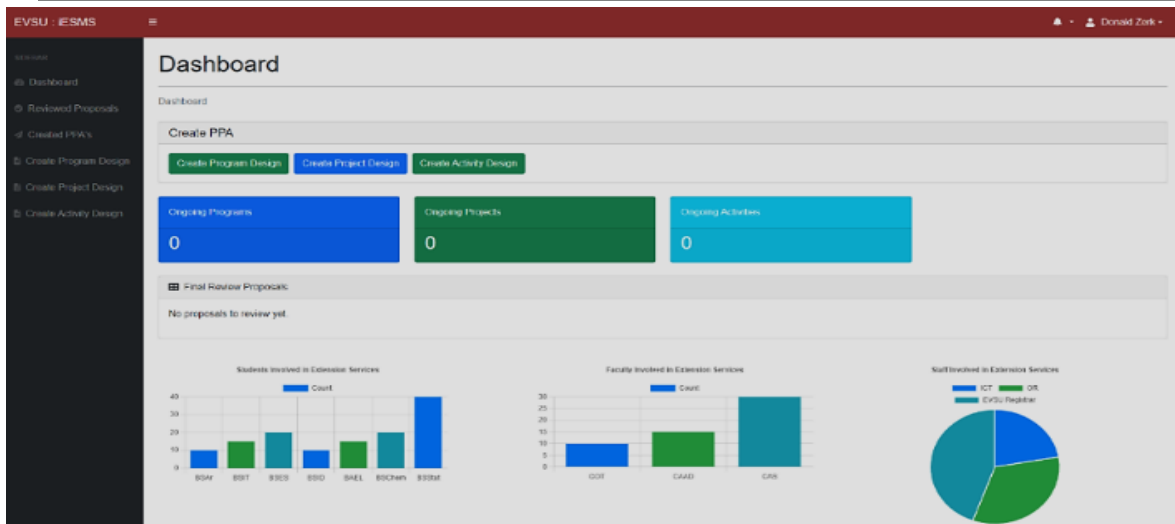 EVSU : iESMS
Donald Zork
Dashboard
Reviewed Proposals
Created PPA's
Create Program Design
Create Project Design
Create Activity Design
Dashboard
Dashboard
Create PPA
Create Program Design
Create Project Design
Create Activity Design
Ongoing Programs
Ongoing Projects
Ongoing Activities
0
0
0
Final Review Proposals
No proposals to review yet.
Students Involved in Extension Services
Count
40
30
20
10
0
BSAr
BSIT
BSES
BSID
BAEL
BSChem
BSStat
Faculty Involved in Extension Services
Count
30
25
20
15
10
5
0
COT
CAAD
CAS
Staff Involved in Extension Services
ICT
OR
EVSU Registrar